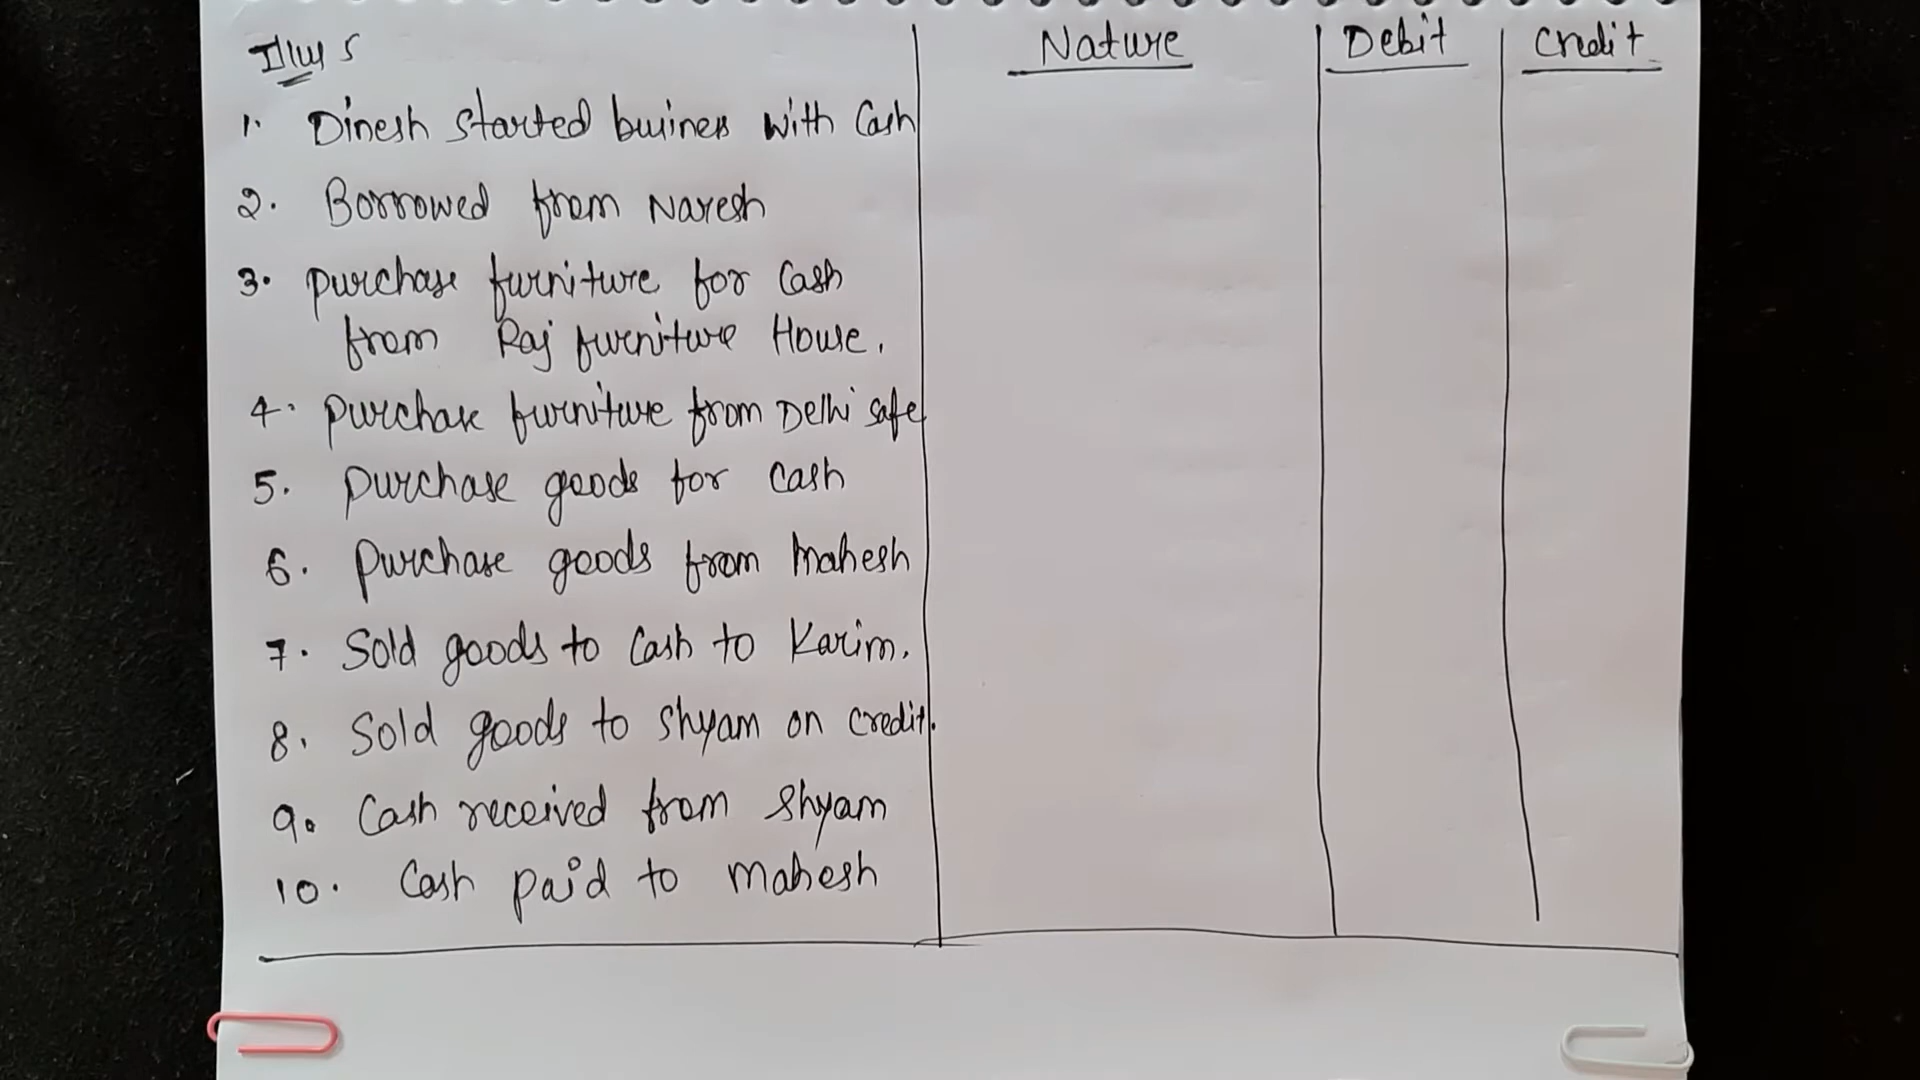 Illus 5
Nature
Debit
Credit
1. Dinesh started business with Cash
2. Borrowed from Naresh
3. purchase furniture for Cash
from Raj furniture House.
4. purchase furniture from Delhi safe
5. purchase goods for cash
6. purchase goods from Mahesh
7. Sold goods to Cash to Karim.
8. Sold goods to Shyam on credit.
9. Cash received from Shyam
10. Cash paid to Mahesh